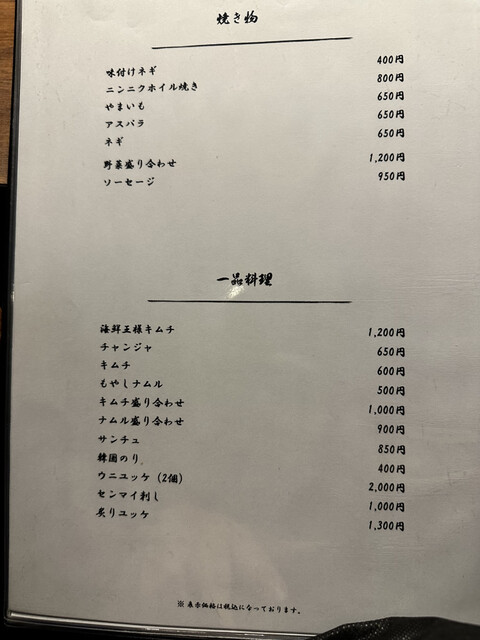 焼き物
味付けネギ 400円
ニンニクホイル焼き 800円
やまいも 650円
アスパラ 650円
ネギ 650円
野菜盛り合わせ 1,200円
ソーセージ 950円
一品料理
海鮮王様キムチ 1,200円
チャンジャ 650円
キムチ 600円
もやしナムル 500円
キムチ盛り合わせ 1,000円
ナムル盛り合わせ 900円
サンチュ 850円
韓国のり 400円
ウニユッケ (2個) 2,000円
センマイ刺し 1,000円
炙りユッケ 1,300円
※ 表示価格は税込になっております。